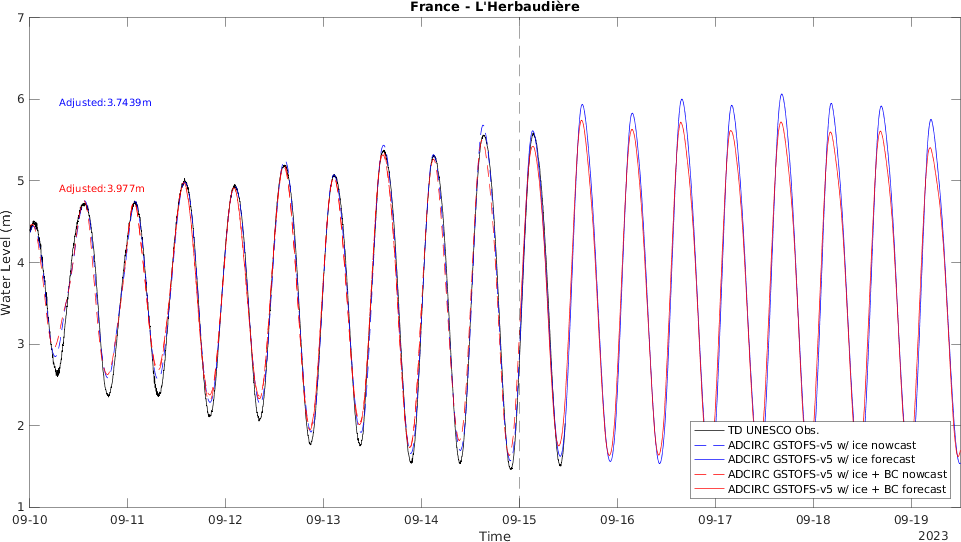 France - L'Herbaudière
7
6
5
4
3
2
1
Water Level (m)
Adjusted:3.7439m
Adjusted:3.977m
TD UNESCO Obs.
ADCIRC GSTOFS-v5 w/ ice nowcast
ADCIRC GSTOFS-v5 w/ ice forecast
ADCIRC GSTOFS-v5 w/ ice + BC nowcast
ADCIRC GSTOFS-v5 w/ ice + BC forecast
09-10 09-11 09-12 09-13 09-14 09-15 09-16 09-17 09-18 09-19
Time
2023